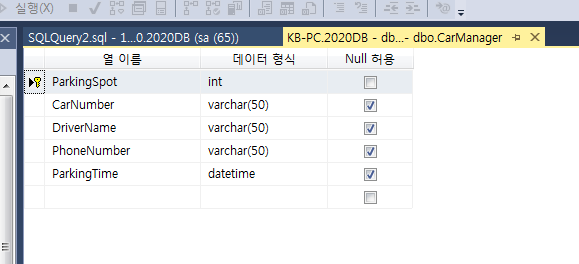 실행(X)
SQLQuery2.sql - 1...0.2020DB (sa (65))
KB-PC.2020DB - db...- dbo.CarManager
열 이름 데이터 형식 Null 허용
ParkingSpot int
CarNumber varchar(50)
DriverName varchar(50)
PhoneNumber varchar(50)
ParkingTime datetime